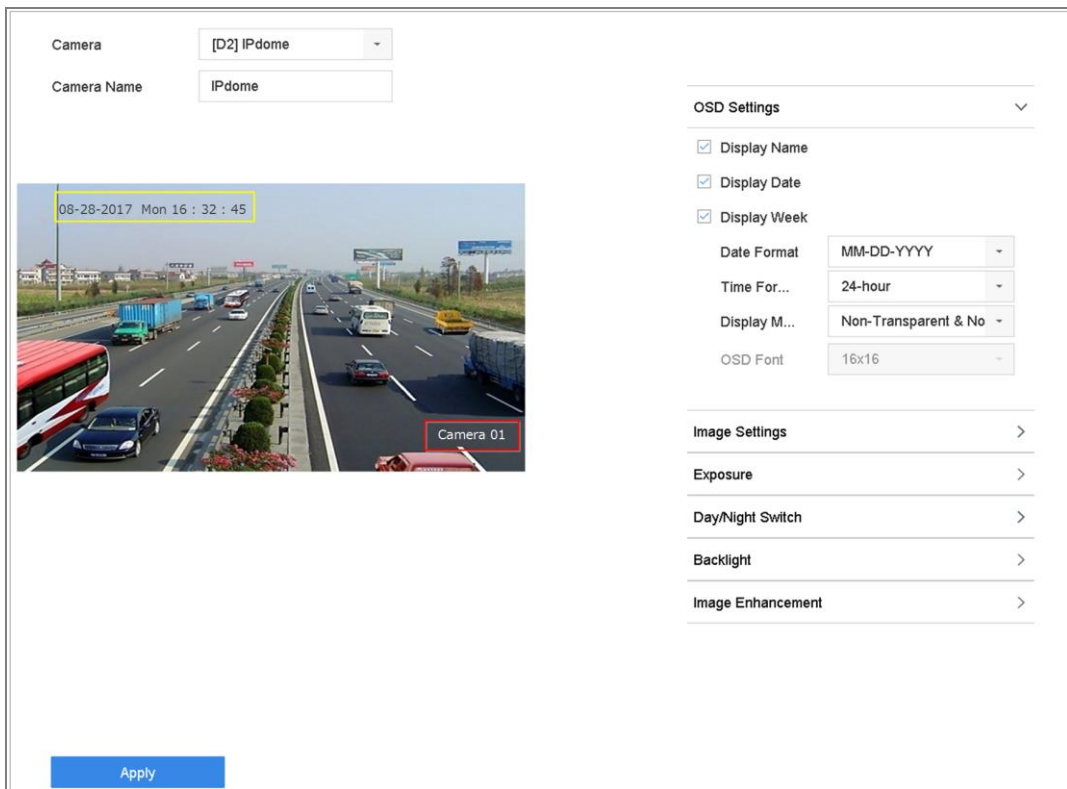 Camera
[D2] IPdome
Camera Name
IPdome
08-28-2017 Mon 16 : 32 : 45
Camera 01
OSD Settings
Display Name
Display Date
Display Week
Date Format
MM-DD-YYYY
Time For...
24-hour
Display M...
Non-Transparent & No
OSD Font
16x16
Image Settings
Exposure
Day/Night Switch
Backlight
Image Enhancement
Apply